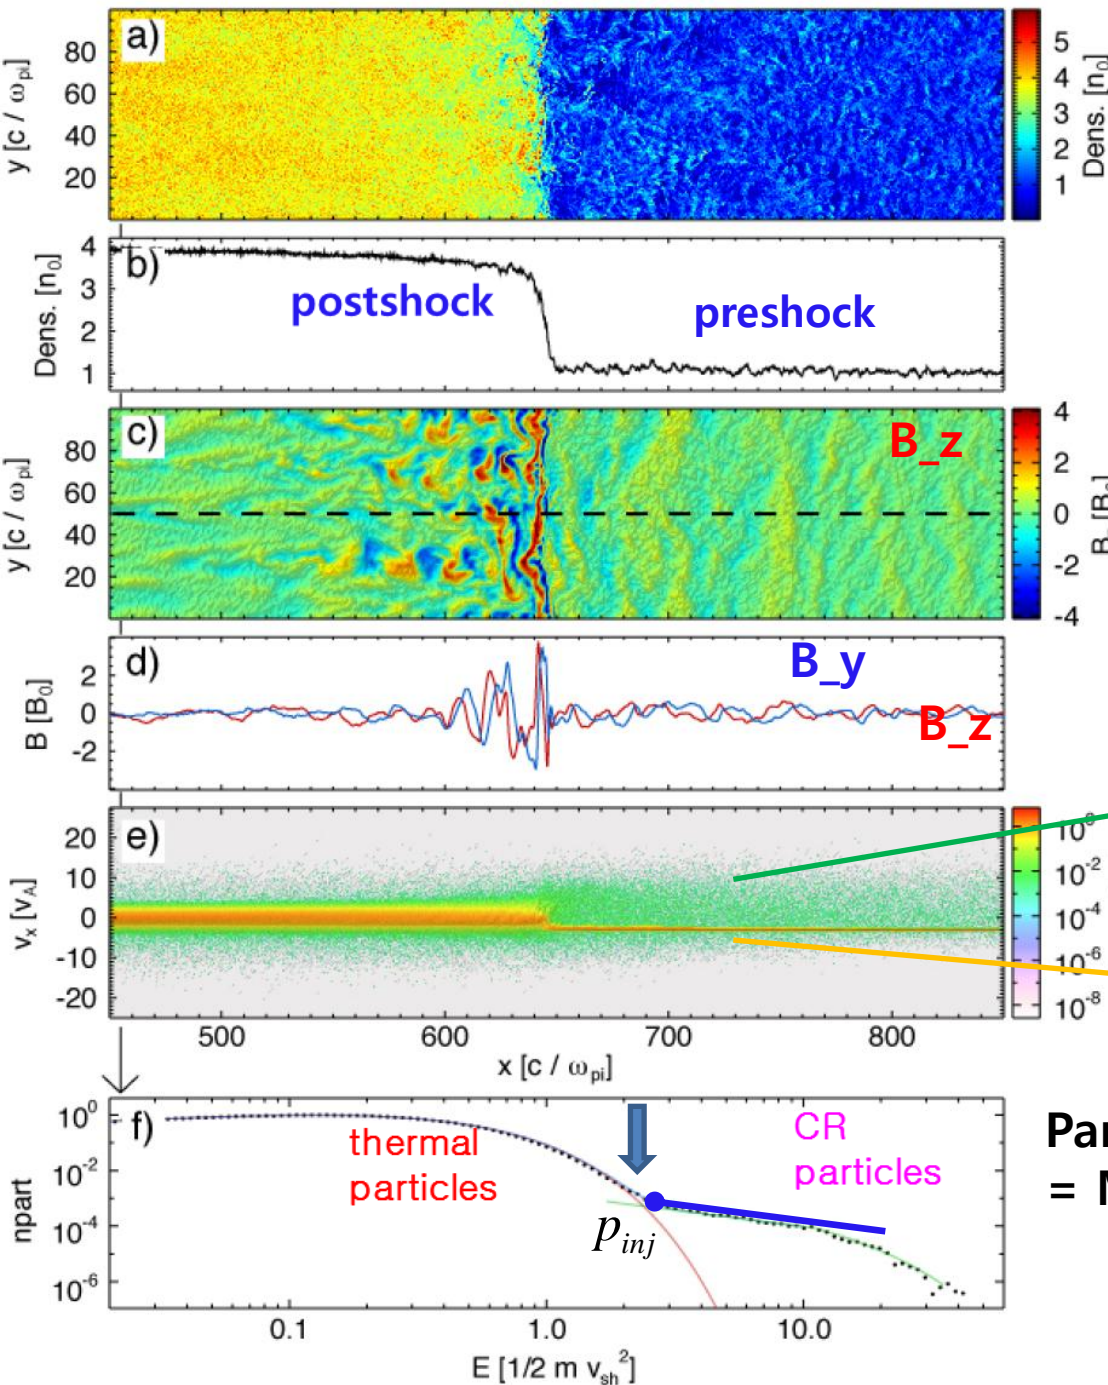 a)
y [c / ω_pi]
80
60
40
20
5
4
3
2
1
Dens. [n_0]
b)
Dens. [n_0]
4
3
2
1
postshock
preshock
c)
y [c / ω_pi]
80
60
40
20
B_z
4
2
0
-2
-4
d)
B [B_0]
2
0
-2
B_y
B_z
e)
v_x [v_A]
20
10
0
-10
-20
10^0
10^-2
10^-4
10^-6
10^-8
500
600
700
800
x [c / ω_pi]
f)
npart
10^0
10^-2
10^-4
10^-6
thermal
particles
CR
particles
p_inj
0.1
1.0
10.0
E [1/2 m v_sh^2]